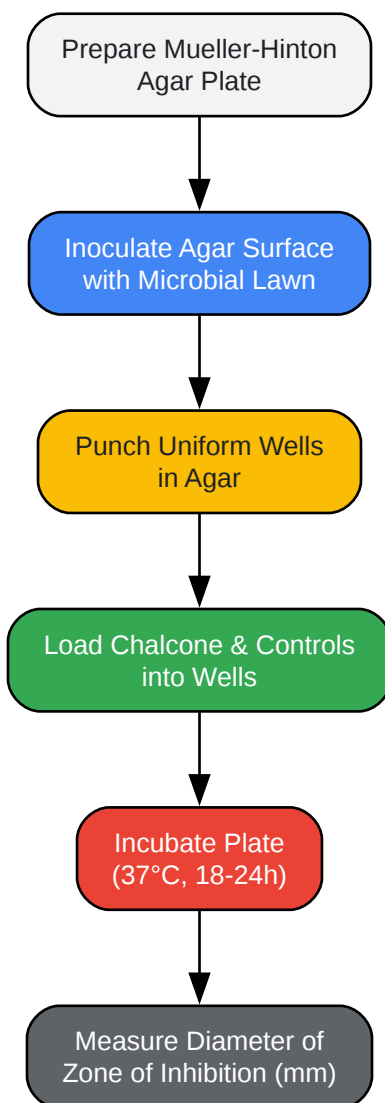 Prepare Mueller-Hinton
Agar Plate
Inoculate Agar Surface
with Microbial Lawn
Punch Uniform Wells
in Agar
Load Chalcone & Controls
into Wells
Incubate Plate
(37°C, 18-24h)
Measure Diameter of
Zone of Inhibition (mm)